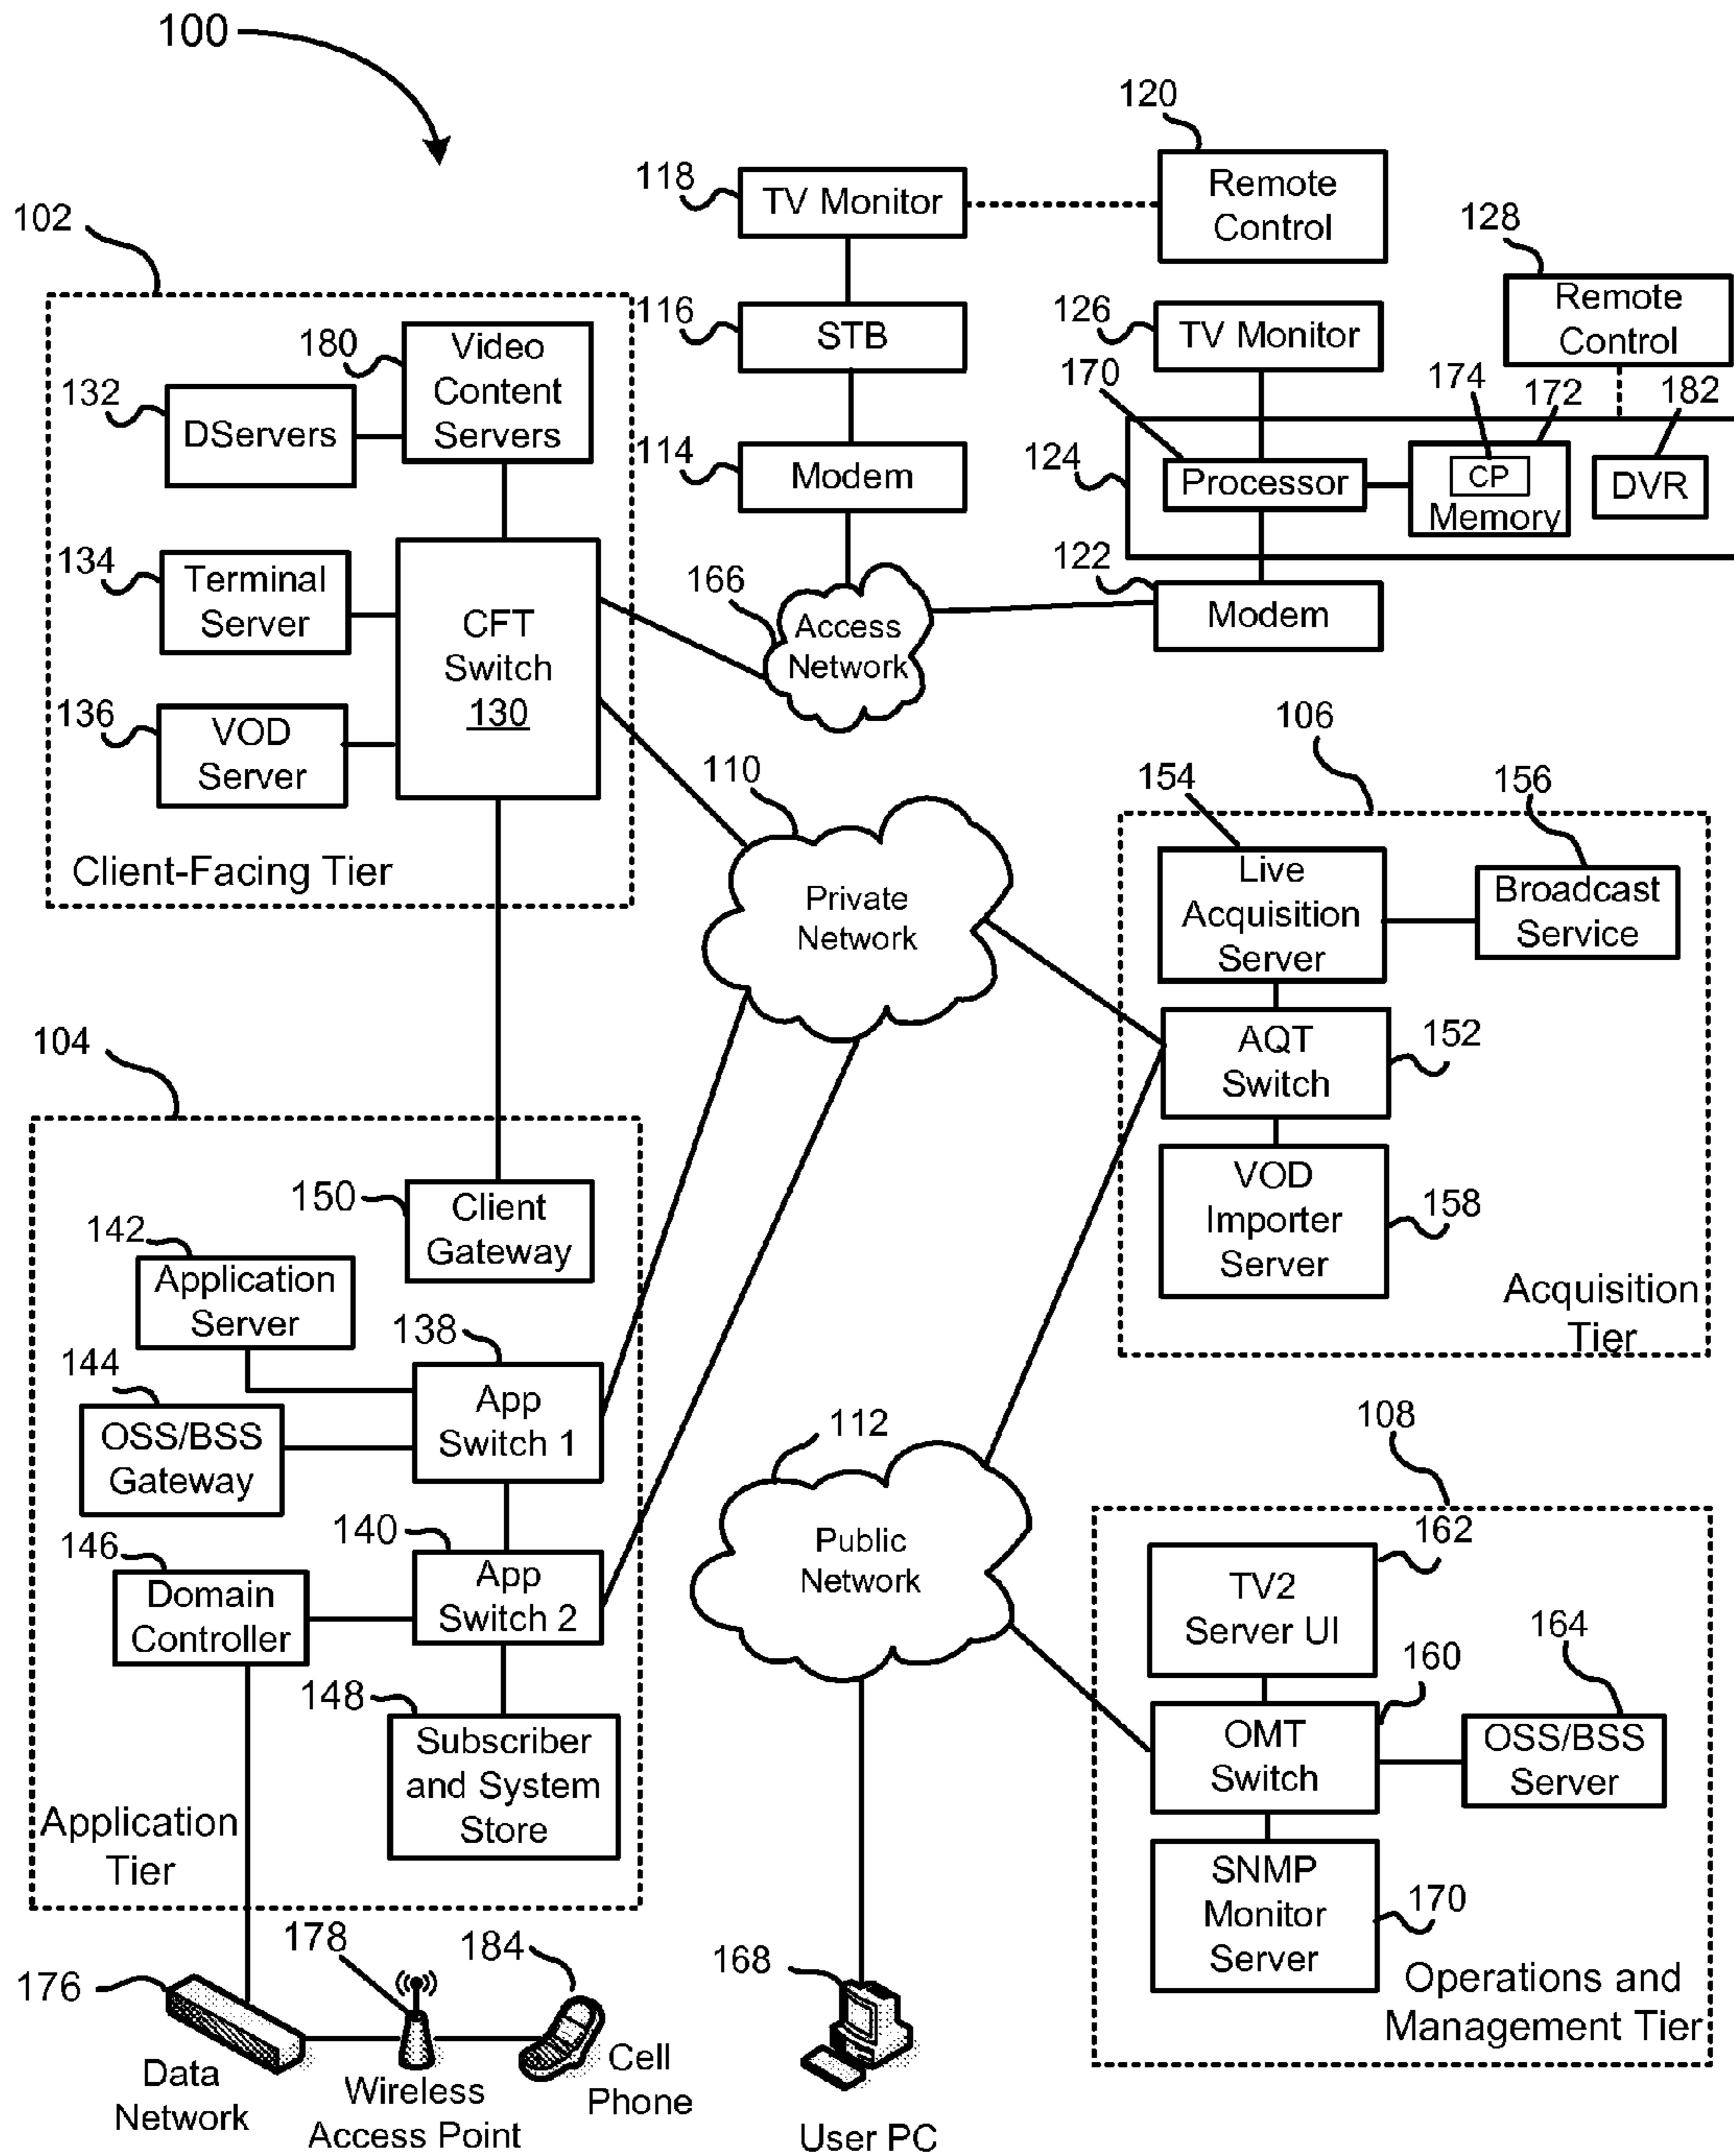 100
120
118
TV Monitor
Remote
Control
102
128
116
STB
126
TV Monitor
Remote
Control
180
Video
Content
Servers
132
DServers
170
174
172
182
114
Modem
124
Processor
CP
Memory
DVR
134
Terminal
Server
CFT
Switch
130
166
Access
Network
122
Modem
136
VOD
Server
Client-Facing Tier
110
Private
Network
106
154
156
Live
Acquisition
Server
Broadcast
Service
AQT
Switch
152
VOD
Importer
Server
158
Acquisition
Tier
104
150
Client
Gateway
142
Application
Server
138
App
Switch 1
144
OSS/BSS
Gateway
140
App
Switch 2
146
Domain
Controller
148
Subscriber
and System
Store
Application
Tier
112
Public
Network
108
162
TV2
Server UI
160
164
OMT
Switch
OSS/BSS
Server
SNMP
Monitor
Server
170
Operations and
Management Tier
176
Data
Network
178
Wireless
Access Point
184
Cell
Phone
168
User PC